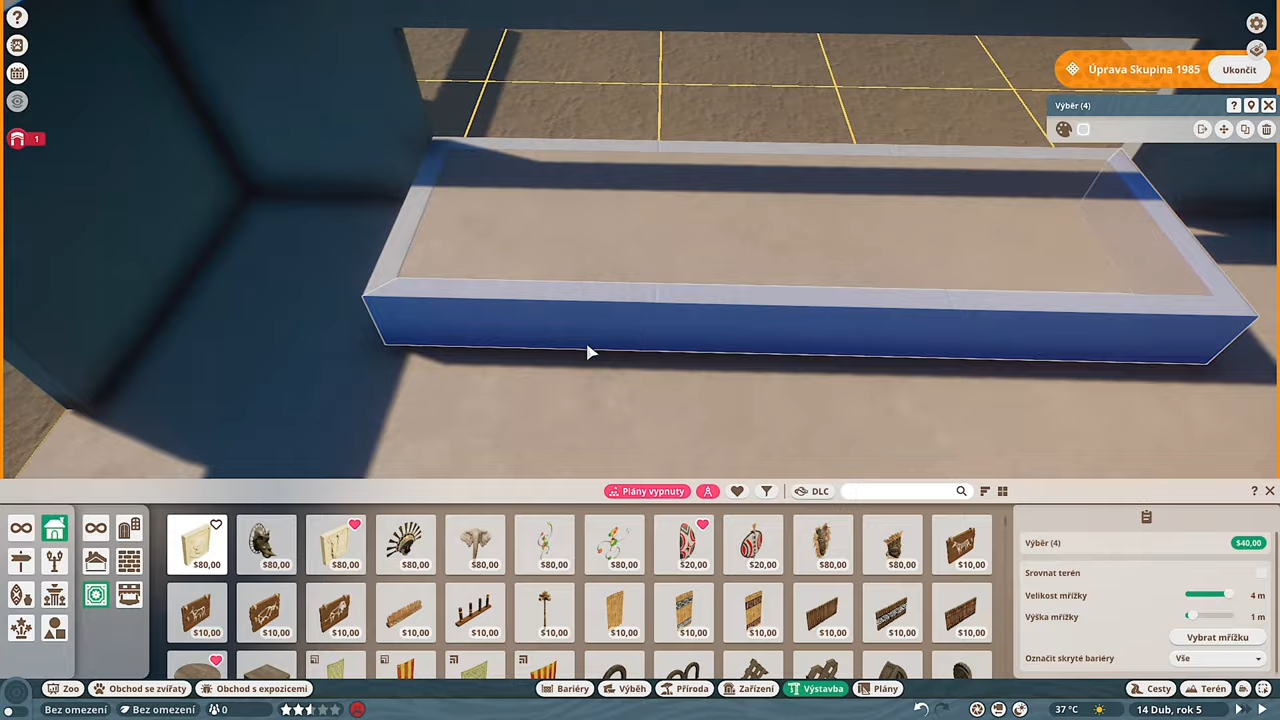 ?
Úprava Skupina 1985
Ukončit
Výběr (4)
?
1
Plány vypnuty
DLC
?
$80,00 $80,00 $80,00 $80,00 $80,00 $80,00 $80,00 $20,00 $20,00 $80,00 $80,00 $10,00
$10,00 $10,00 $10,00 $10,00 $10,00 $10,00 $10,00 $10,00 $10,00 $10,00 $10,00 $10,00
Výběr (4)
$40,00
Srovnat terén
Velikost mřížky
4 m
Výška mřížky
1 m
Vybrat mřížku
Označit skryté bariéry
Vše
Zoo
Obchod se zvířaty
Obchod s expozicemi
Bariéry
Výběh
Příroda
Zařízení
Výstavba
Plány
Cesty
Terén
Bez omezení
Bez omezení
0
37 °C
14 Dub, rok 5